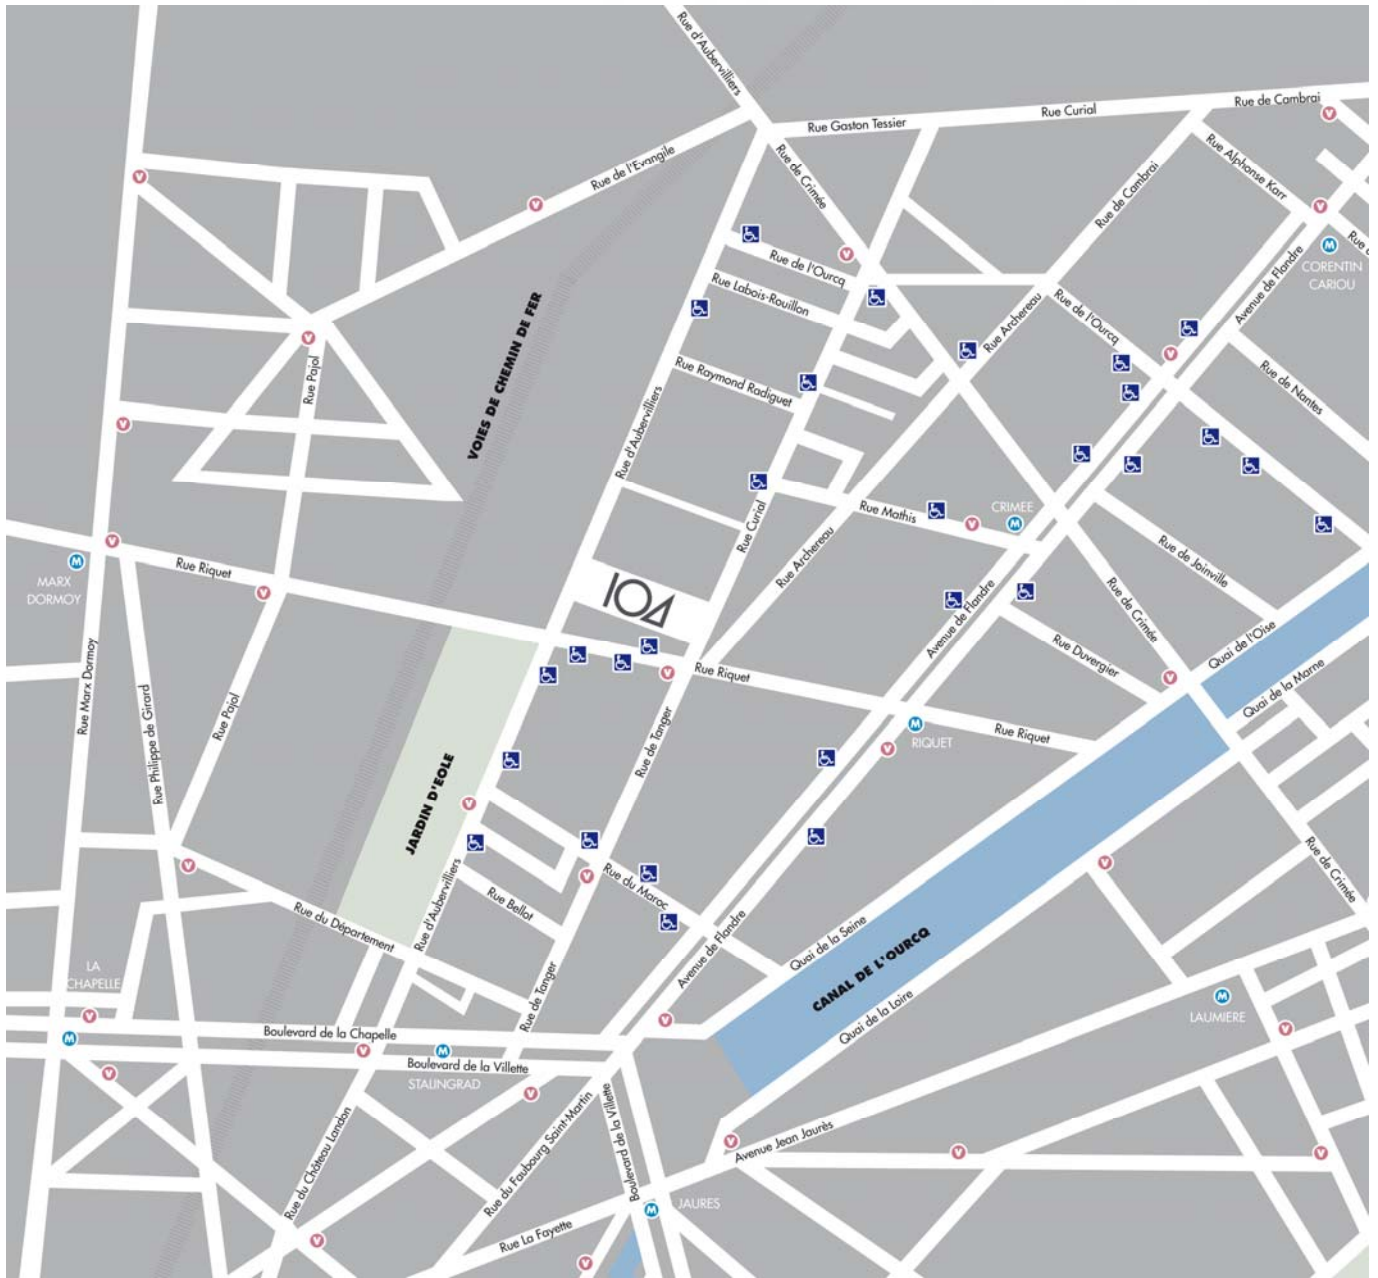 Rue d'Aubervilliers
Rue Gaston Tessier
Rue Curial
Rue de Cambrai
Rue de l'Evangile
Rue de Crimée
Rue de Cambrai
Rue Alphonse Karr
V
M
CORENTIN
CARIOU
Rue de l'Ourcq
Rue Labois-Rouillon
Avenue de Flandre
Rue de l'Ourcq
Rue Archereau
VOIES DE CHEMIN DE FER
Rue Pajol
Rue Raymond Radiguet
Rue de Nantes
Rue d'Aubervilliers
Rue Mathis
CRIMEE
M
Rue Curial
Rue Archereau
Rue de Joinville
M
MARX
DORMOY
Rue Riquet
104
Avenue de Flandre
Rue de Crimée
Rue Duvergier
Quai de l'Oise
Quai de la Marne
Rue Marx Dormoy
Rue Philippe de Girard
Rue Pajol
Rue Riquet
Rue de Tanger
M
RIQUET
Rue Riquet
JARDIN D'EOLE
Rue d'Aubervilliers
Rue Bellot
Rue du Maroc
Rue de Crimée
Rue du Département
Avenue de Flandre
Quai de la Seine
CANAL DE L'OURCQ
Quai de la Loire
LA
CHAPELLE
M
Rue de Tanger
M
LAUMIERE
Boulevard de la Chapelle
M
STALINGRAD
Boulevard de la Villette
Rue du Château Landon
Rue du Faubourg Saint-Martin
Boulevard de la Villette
Avenue Jean Jaurès
M
JAURES
Rue La Fayette